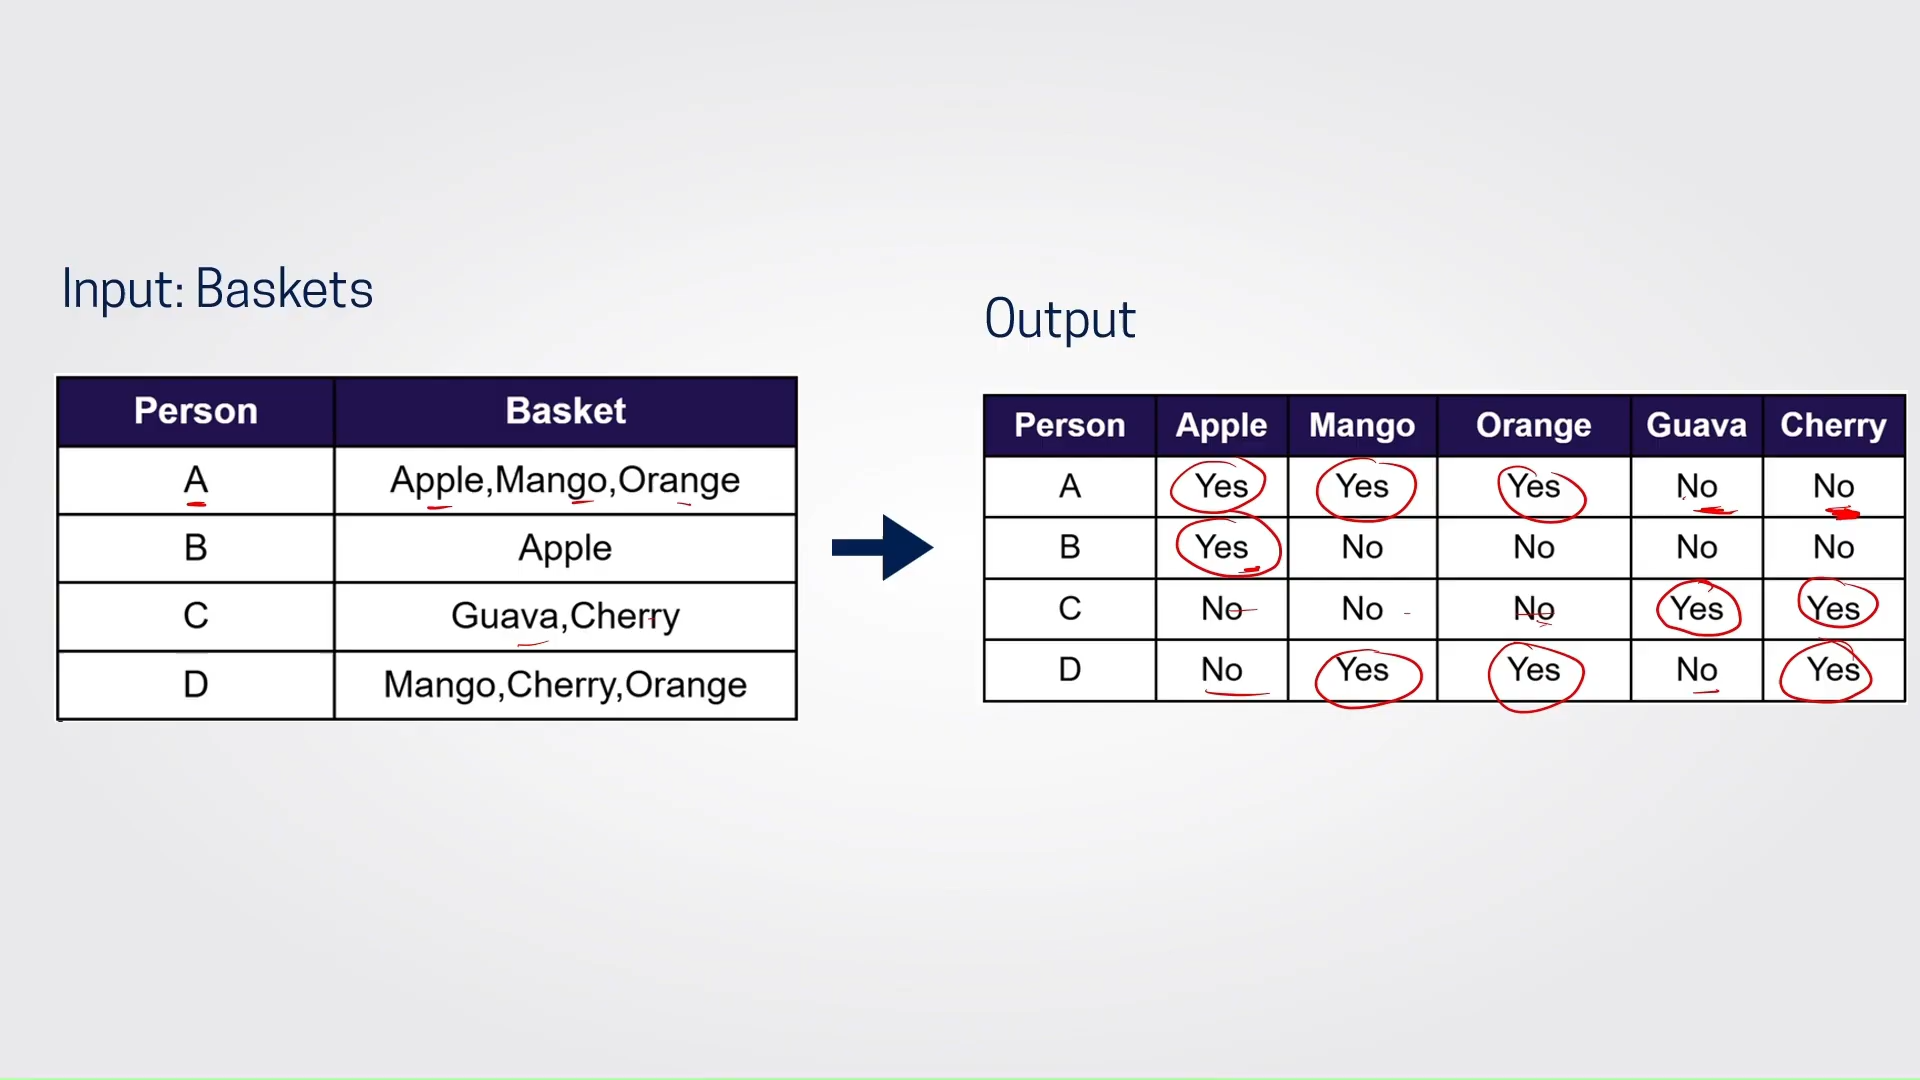 Input: Baskets
Person Basket
A Apple,Mango,Orange
B Apple
C Guava,Cherry
D Mango,Cherry,Orange
Output
Person Apple Mango Orange Guava Cherry
A Yes Yes Yes No No
B Yes No No No No
C No No No Yes Yes
D No Yes Yes No Yes